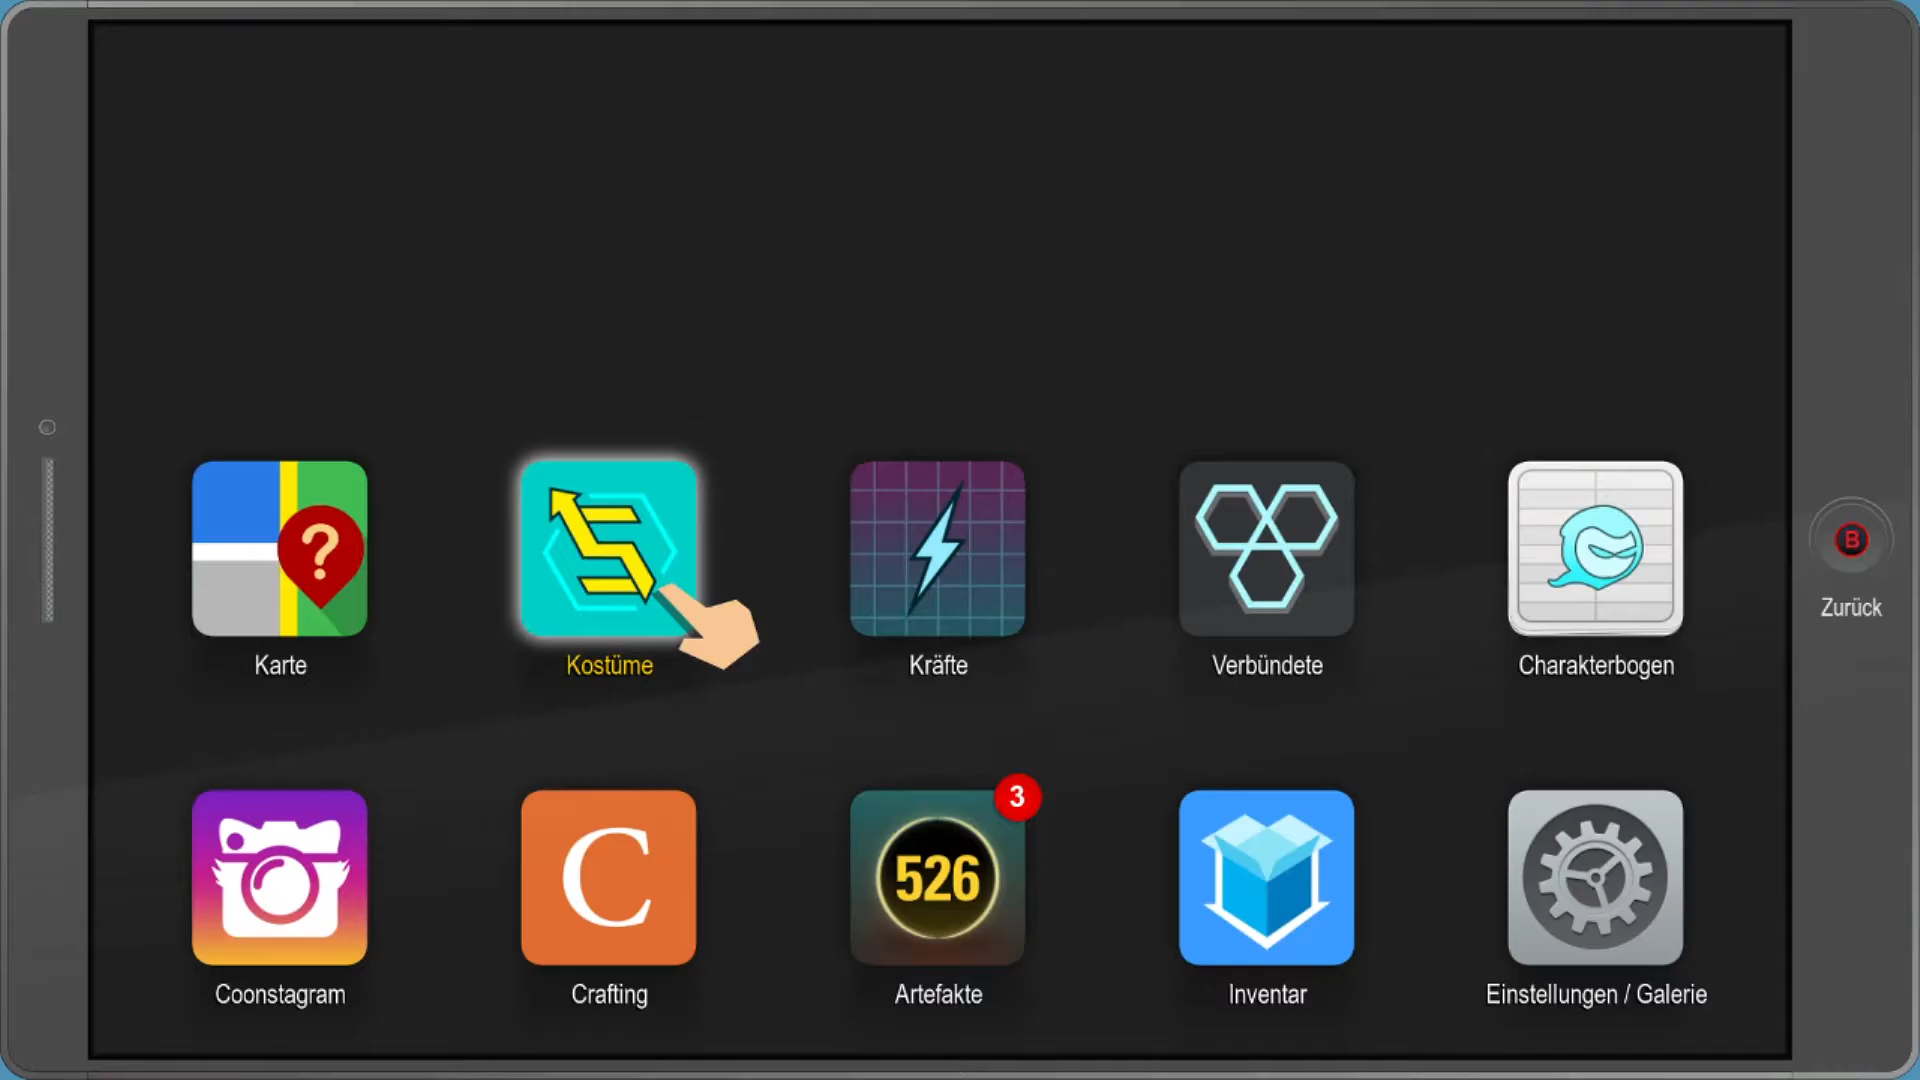 ?
Karte
Kostüme
Kräfte
Verbündete
Charakterbogen
B
Zurück
Coonstagram
C
Crafting
3
526
Artefakte
Inventar
Einstellungen / Galerie